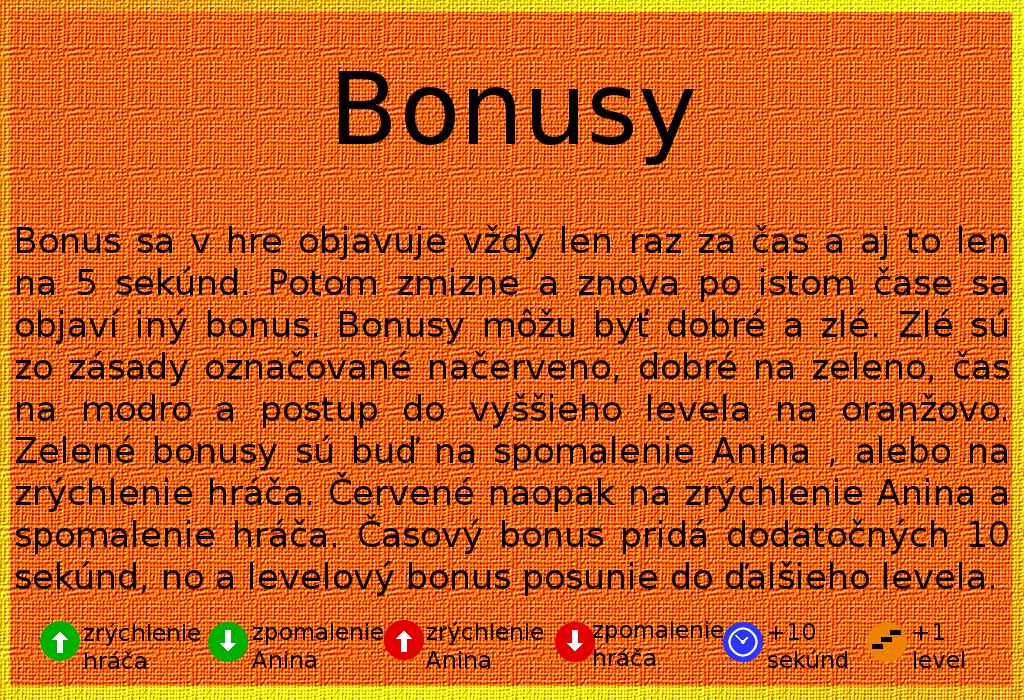 Bonusy
Bonus sa v hre objavuje vždy len raz za čas a aj to len
na 5 sekúnd. Potom zmizne a znova po istom čase sa
objaví iný bonus. Bonusy môžu byť dobré a zlé. Zlé sú
zo zásady označované načerveno, dobré na zeleno, čas
na modro a postup do vyššieho levela na oranžovo.
Zelené bonusy sú buď na spomalenie Anina , alebo na
zrýchlenie hráča. Červené naopak na zrýchlenie Anina a
spomalenie hráča. Časový bonus pridá dodatočných 10
sekúnd, no a levelový bonus posunie do ďalšieho levela.
zrýchlenie
hráča
zpomalenie
Anina
zrýchlenie
Anina
zpomalenie
hráča
+10
sekúnd
+1
level